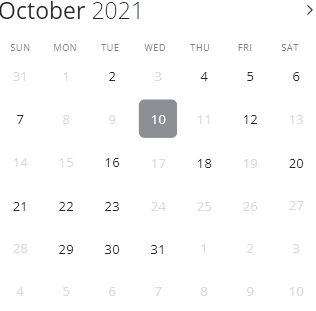 October 2021
SUN MON TUE WED THU FRI SAT
31 1 2 3 4 5 6
7 8 9 10 11 12 13
14 15 16 17 18 19 20
21 22 23 24 25 26 27
28 29 30 31 1 2 3
4 5 6 7 8 9 10